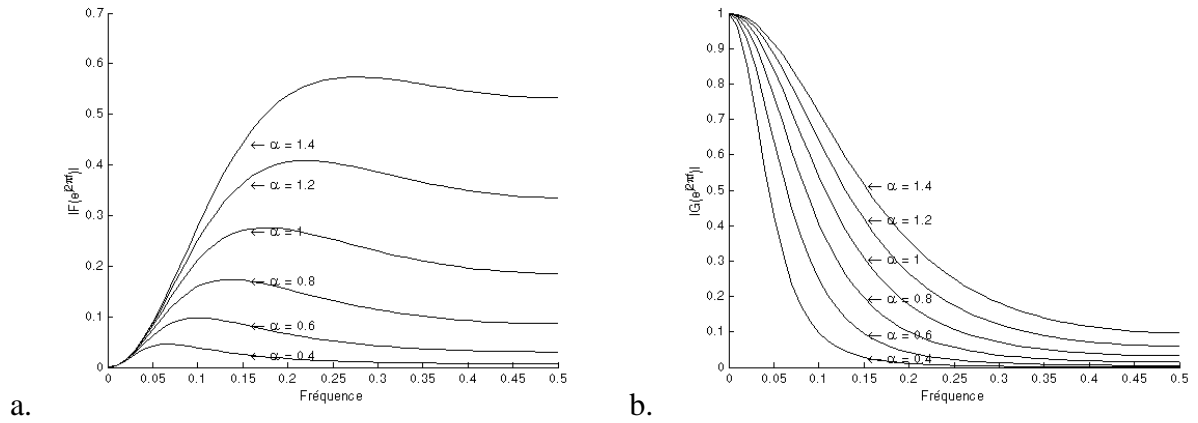 0.7
0.6
0.5
0.4
0.3
0.2
0.1
0
|F(e^{j2πf})|
← α = 1.4
← α = 1.2
← α = 1
← α = 0.8
← α = 0.6
← α = 0.4
0 0.05 0.1 0.15 0.2 0.25 0.3 0.35 0.4 0.45 0.5
Fréquence
a.
1
0.9
0.8
0.7
0.6
0.5
0.4
0.3
0.2
0.1
0
|G(e^{j2πf})|
← α = 1.4
← α = 1.2
← α = 1
← α = 0.8
← α = 0.6
← α = 0.4
0 0.05 0.1 0.15 0.2 0.25 0.3 0.35 0.4 0.45 0.5
Fréquence
b.